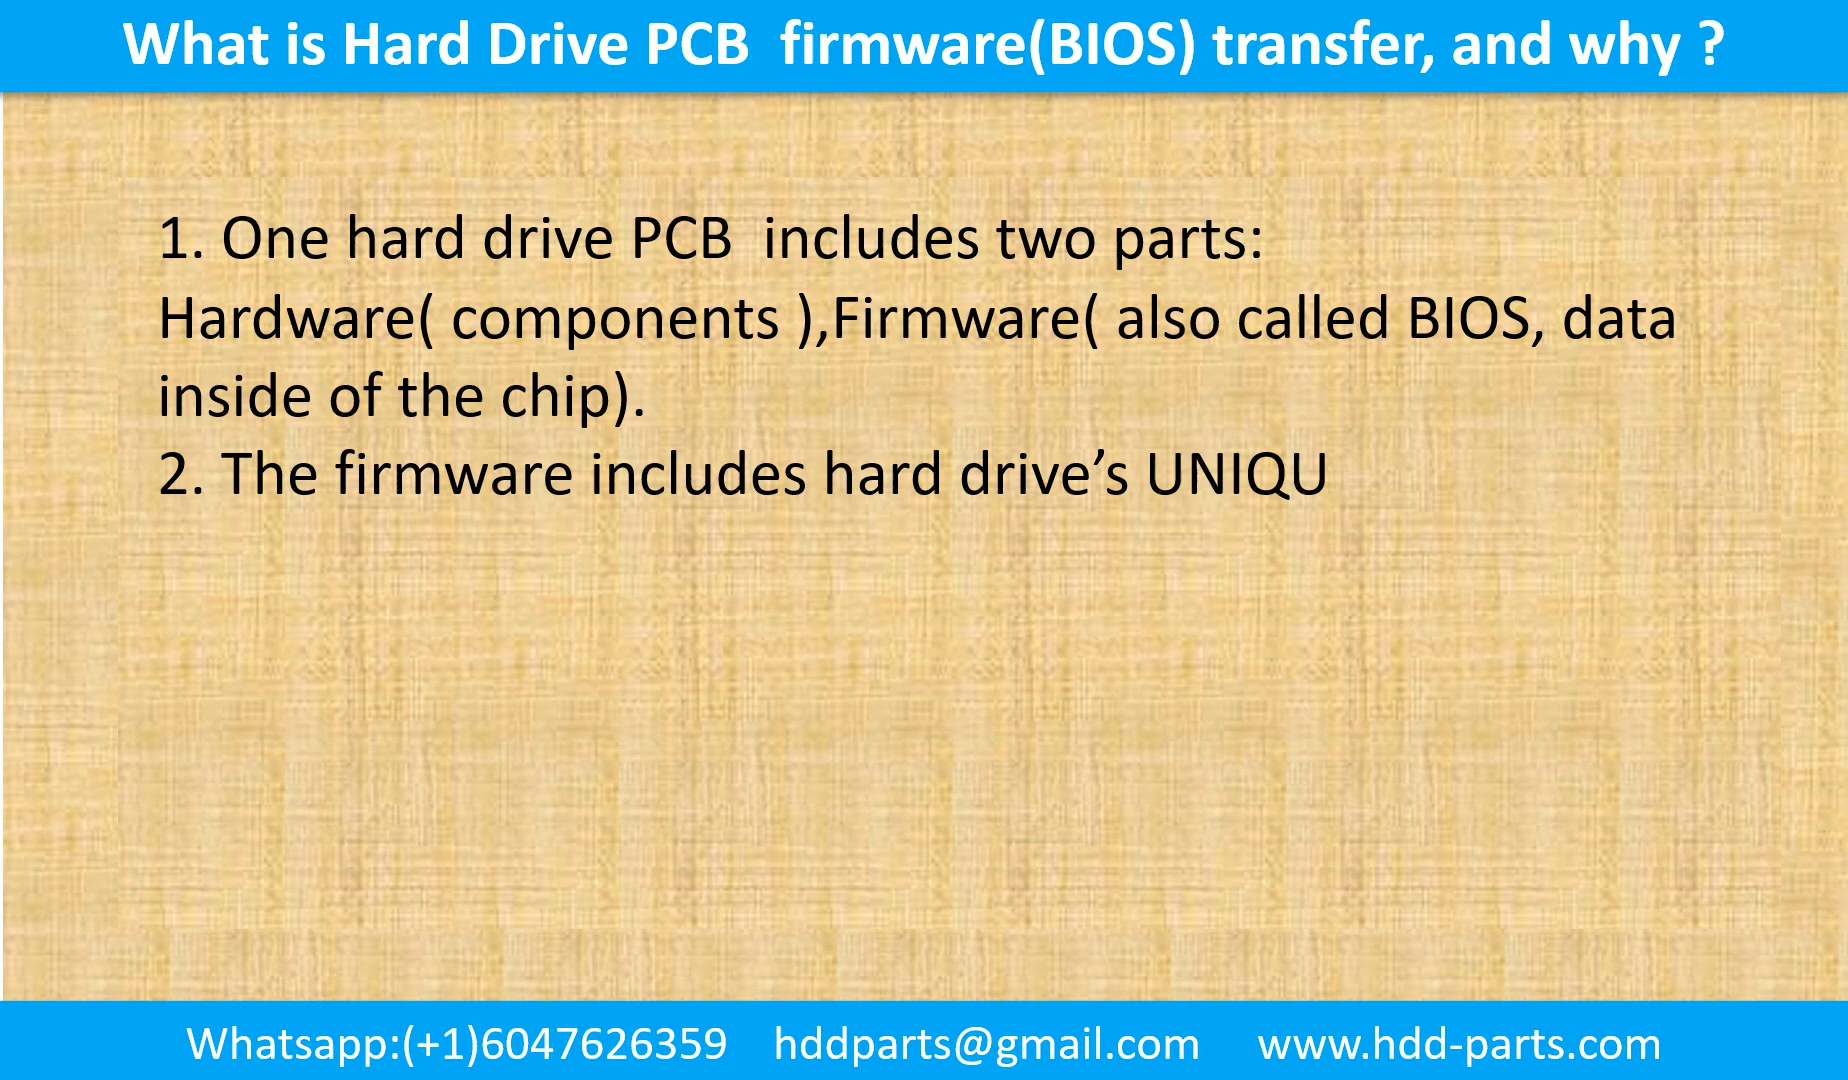 What is Hard Drive PCB  firmware(BIOS) transfer, and why ?
1. One hard drive PCB  includes two parts:
Hardware( components ),Firmware( also called BIOS, data
inside of the chip).
2. The firmware includes hard drive’s UNIQU
Whatsapp:(+1)6047626359    hddparts@gmail.com    www.hdd-parts.com